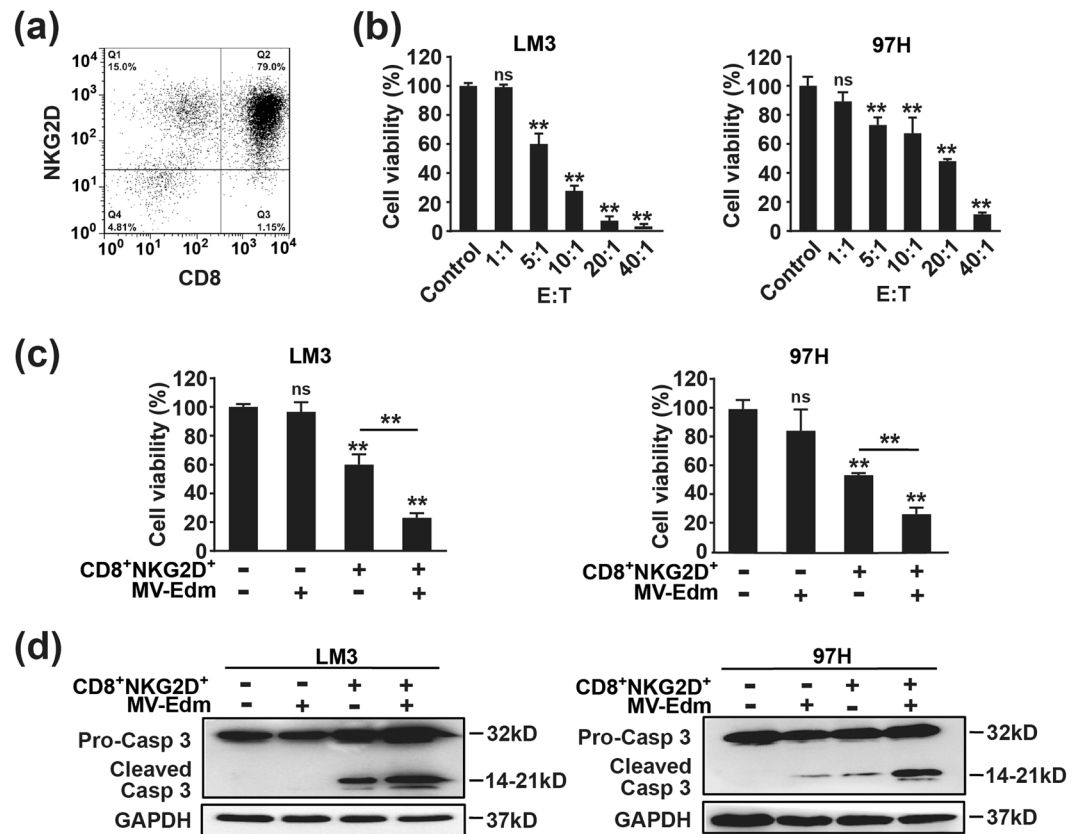 (a)
Q1
15.0%
Q2
79.0%
Q4
4.81%
Q3
1.15%
10⁴
10³
10²
10¹
10⁰
10⁰ 10¹ 10² 10³ 10⁴
NKG2D
CD8
(b)
LM3
Cell viability (%)
120
100
80
60
40
20
0
ns
**
**
**
**
Control 1:1 5:1 10:1 20:1 40:1
E:T
97H
Cell viability (%)
120
100
80
60
40
20
0
ns
**
**
**
**
Control 1:1 5:1 10:1 20:1 40:1
E:T
(c)
LM3
Cell viability (%)
120
100
80
60
40
20
0
ns
**
**
**
CD8⁺NKG2D⁺ - - + +
MV-Edm - + - +
97H
Cell viability (%)
120
100
80
60
40
20
0
ns
**
**
**
CD8⁺NKG2D⁺ - - + +
MV-Edm - + - +
(d)
LM3
CD8⁺NKG2D⁺ - - + +
MV-Edm - + - +
Pro-Casp 3 –32kD
Cleaved
Casp 3 –14-21kD
GAPDH –37kD
97H
CD8⁺NKG2D⁺ - - + +
MV-Edm - + - +
Pro-Casp 3 –32kD
Cleaved
Casp 3 –14-21kD
GAPDH –37kD